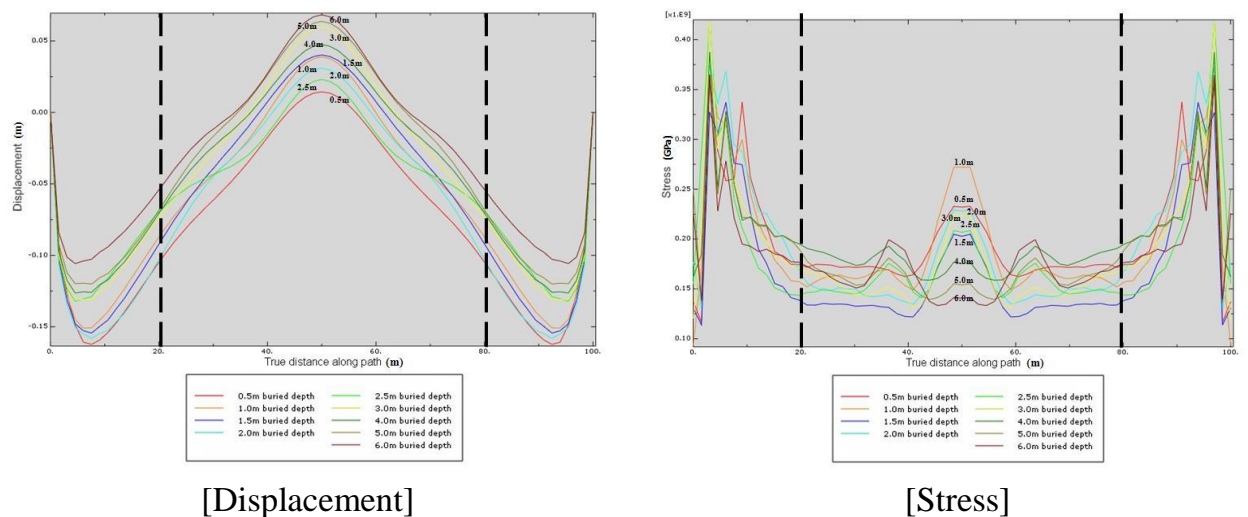 0.05
0.00
-0.05
-0.10
-0.15
Displacement (m)
6.0m
5.0m
3.0m
4.0m
1.5m
1.0m
2.0m
2.5m
0.5m
0. 20. 40. 60. 80. 100.
True distance along path (m)
0.5m buried depth 2.5m buried depth
1.0m buried depth 3.0m buried depth
1.5m buried depth 4.0m buried depth
2.0m buried depth 5.0m buried depth
6.0m buried depth
[Displacement]
[x1.E9]
0.40
0.35
0.30
0.25
0.20
0.15
0.10
Stress (GPa)
1.0m
0.5m
2.0m
3.0m
2.5m
1.5m
4.0m
5.0m
6.0m
0. 20. 40. 60. 80. 100.
True distance along path (m)
0.5m buried depth 2.5m buried depth
1.0m buried depth 3.0m buried depth
1.5m buried depth 4.0m buried depth
2.0m buried depth 5.0m buried depth
6.0m buried depth
[Stress]